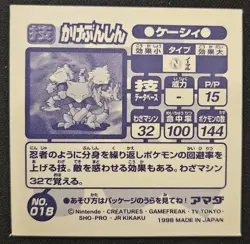 技 かげぶんしん
●ケーシィ●
効果小 タイプ 効果大
ノーマル
技データベース 威力 - P/P 15
わざマシン 32 命中率 100 ポケモンの数 144
NO. 018
忍者のように分身を繰り返しポケモンの回避率を
上げる技。敵を惑わせる効果もある。わざマシ
ン32で覚える。
●あそび方はパッケージのうらを見てね! アマダ
©Nintendo・CREATURES・GAMEFREAK・TV.TOKYO・
SHO-PRO・JR KIKAKU 1998 MADE IN JAPAN